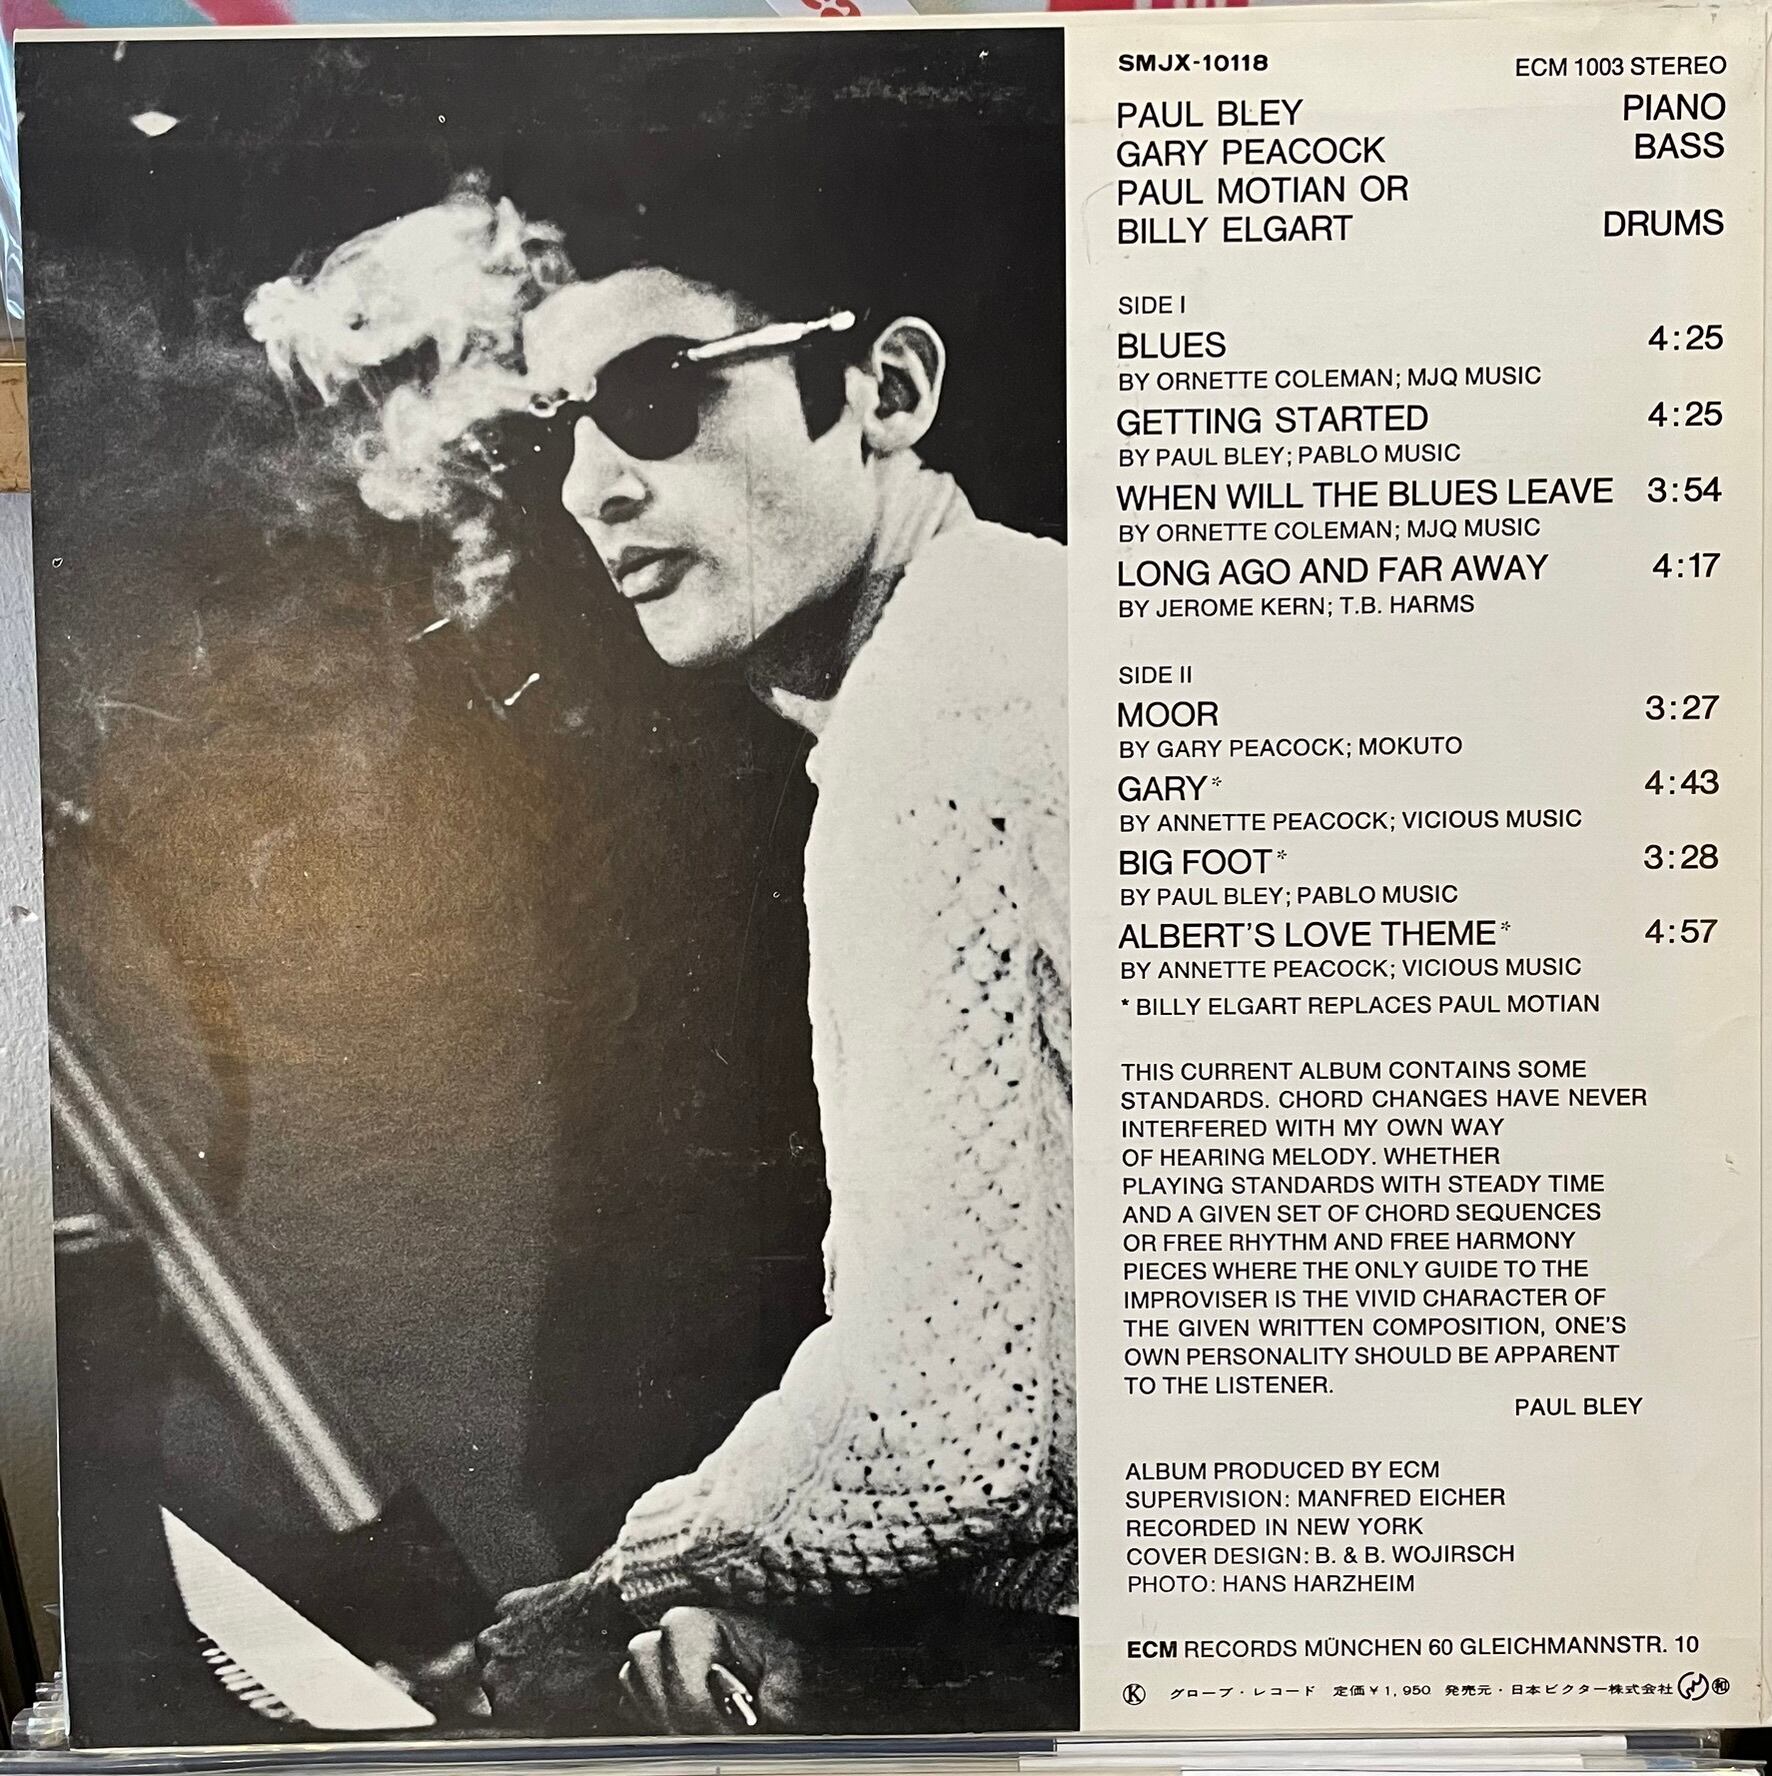 SMJX-10118 ECM 1003 STEREO
PAUL BLEY PIANO
GARY PEACOCK BASS
PAUL MOTIAN OR
BILLY ELGART DRUMS
SIDE I
BLUES 4:25
BY ORNETTE COLEMAN; MJQ MUSIC
GETTING STARTED 4:25
BY PAUL BLEY; PABLO MUSIC
WHEN WILL THE BLUES LEAVE 3:54
BY ORNETTE COLEMAN; MJQ MUSIC
LONG AGO AND FAR AWAY 4:17
BY JEROME KERN; T.B. HARMS
SIDE II
MOOR 3:27
BY GARY PEACOCK; MOKUTO
GARY* 4:43
BY ANNETTE PEACOCK; VICIOUS MUSIC
BIG FOOT* 3:28
BY PAUL BLEY; PABLO MUSIC
ALBERT'S LOVE THEME* 4:57
BY ANNETTE PEACOCK; VICIOUS MUSIC
* BILLY ELGART REPLACES PAUL MOTIAN
THIS CURRENT ALBUM CONTAINS SOME
STANDARDS. CHORD CHANGES HAVE NEVER
INTERFERED WITH MY OWN WAY
OF HEARING MELODY. WHETHER
PLAYING STANDARDS WITH STEADY TIME
AND A GIVEN SET OF CHORD SEQUENCES
OR FREE RHYTHM AND FREE HARMONY
PIECES WHERE THE ONLY GUIDE TO THE
IMPROVISER IS THE VIVID CHARACTER OF
THE GIVEN WRITTEN COMPOSITION, ONE'S
OWN PERSONALITY SHOULD BE APPARENT
TO THE LISTENER.
PAUL BLEY
ALBUM PRODUCED BY ECM
SUPERVISION: MANFRED EICHER
RECORDED IN NEW YORK
COVER DESIGN: B. & B. WOJIRSCH
PHOTO: HANS HARZHEIM
ECM RECORDS MÜNCHEN 60 GLEICHMANNSTR. 10
Ⓚ グローブ・レコード 定価¥1,950 発売元・日本ビクター株式会社